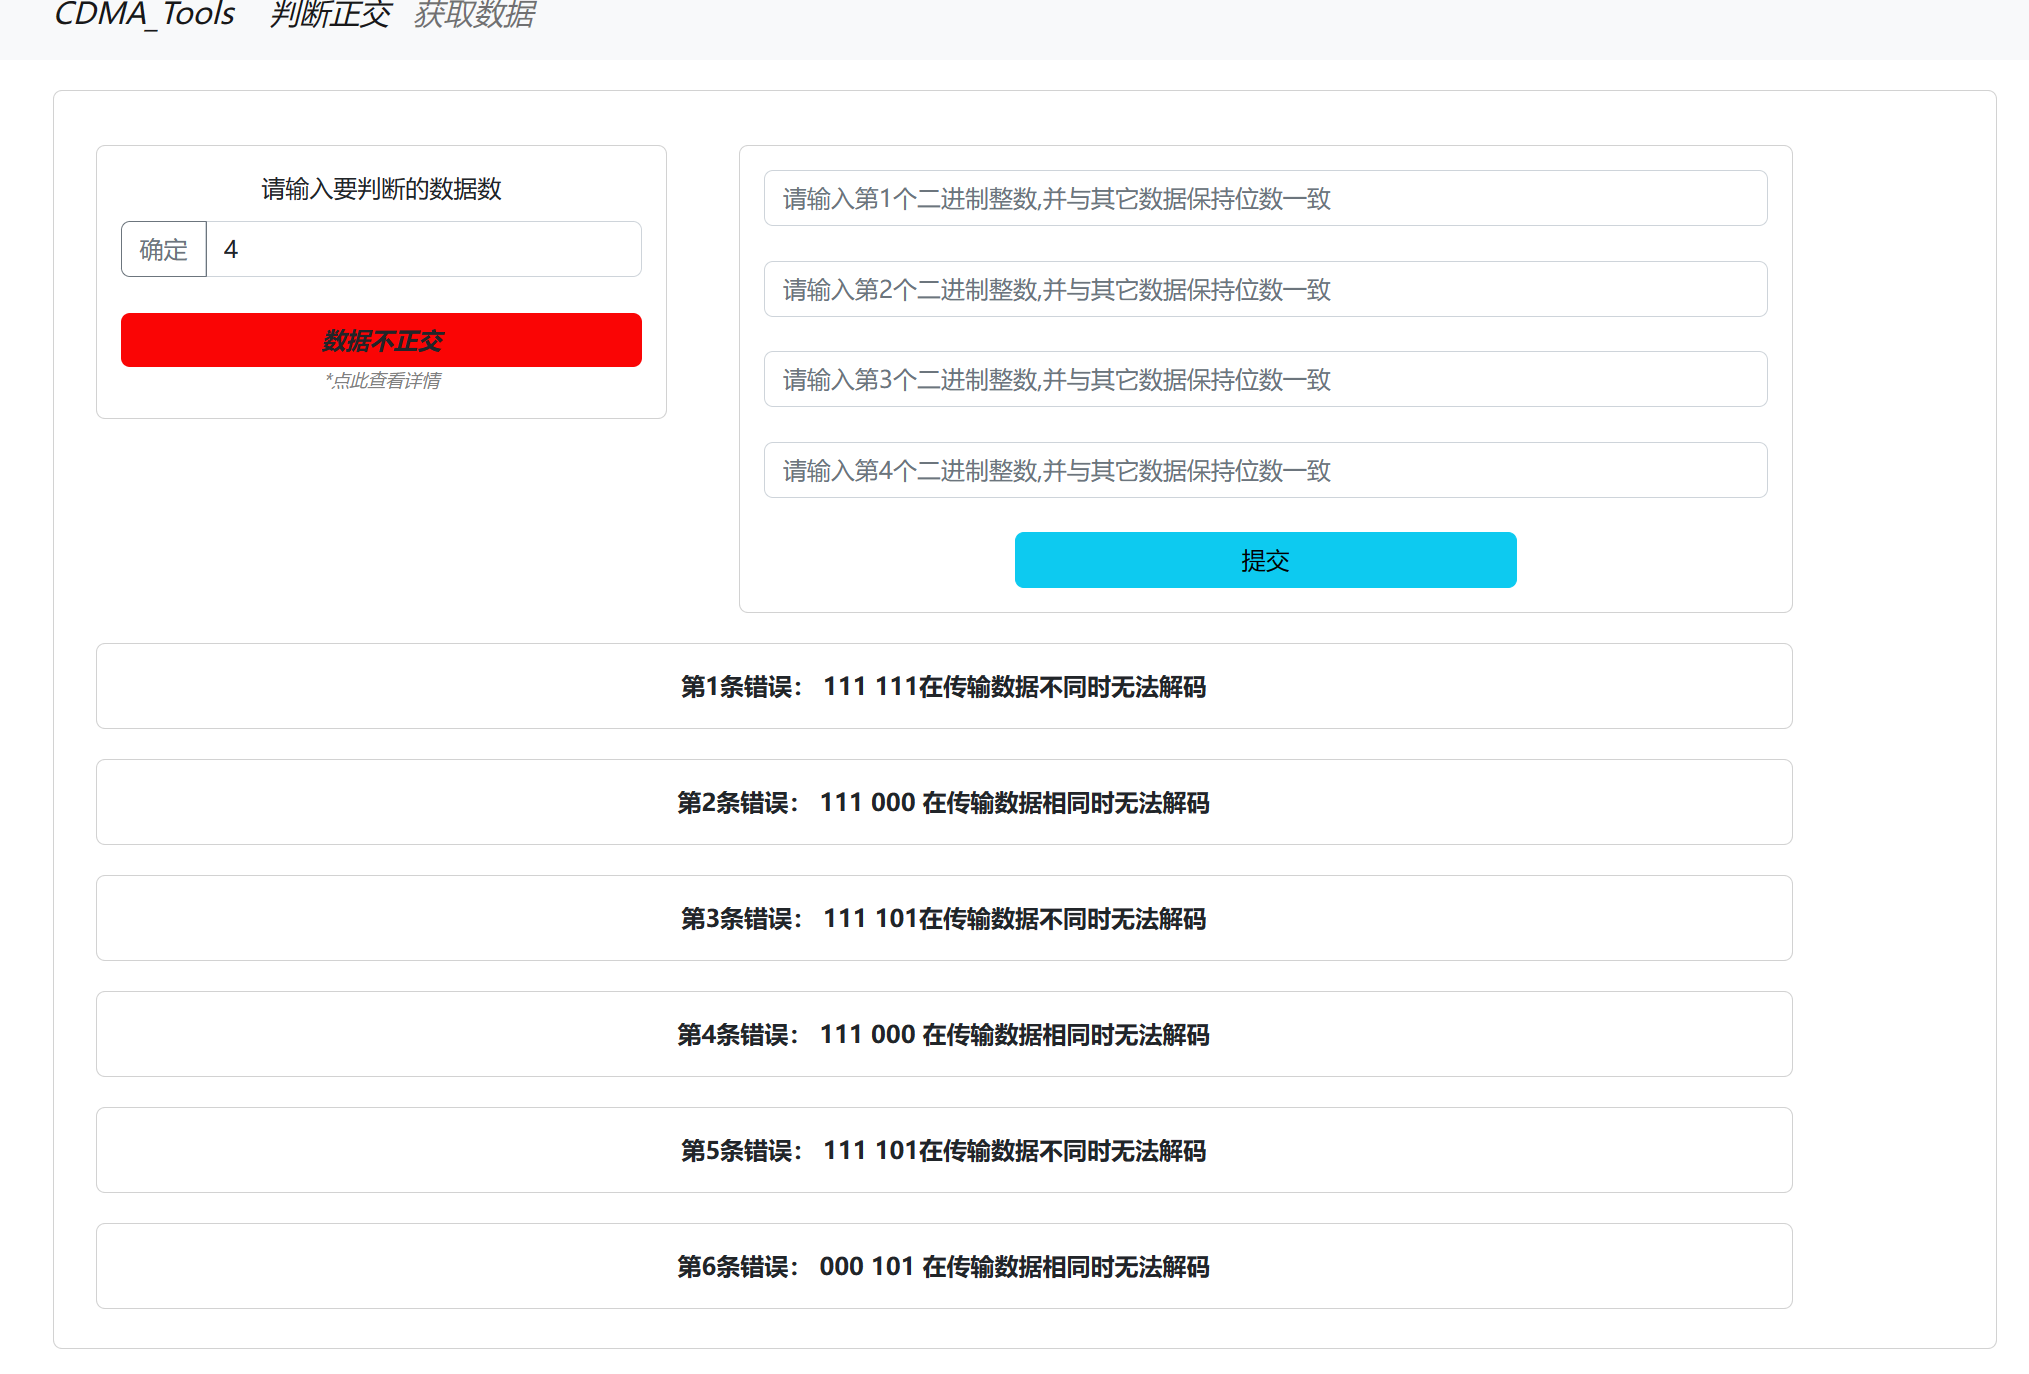 CDMA_Tools 判断正交 获取数据
请输入要判断的数据数
确定 4
数据不正交
*点此查看详情
请输入第1个二进制整数,并与其它数据保持位数一致
请输入第2个二进制整数,并与其它数据保持位数一致
请输入第3个二进制整数,并与其它数据保持位数一致
请输入第4个二进制整数,并与其它数据保持位数一致
提交
第1条错误： 111 111在传输数据不同时无法解码
第2条错误： 111 000 在传输数据相同时无法解码
第3条错误： 111 101在传输数据不同时无法解码
第4条错误： 111 000 在传输数据相同时无法解码
第5条错误： 111 101在传输数据不同时无法解码
第6条错误： 000 101 在传输数据相同时无法解码